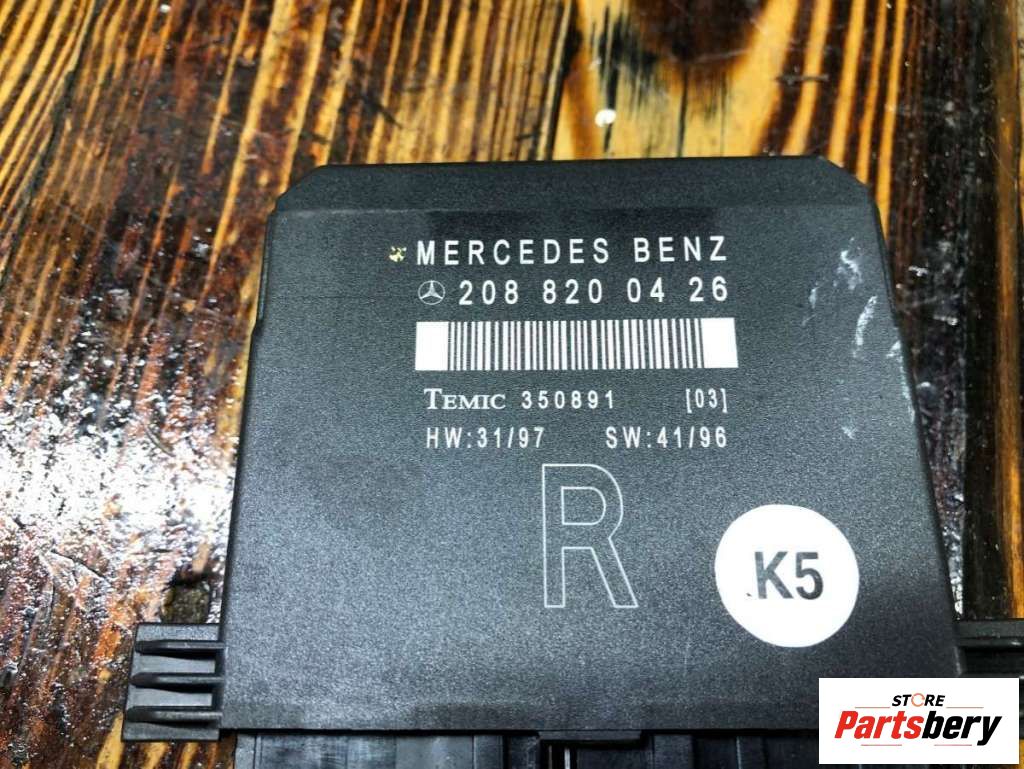 MERCEDES BENZ
208 820 04 26
TEMIC 350891 [03]
HW:31/97 SW:41/96
R
K5
STORE
Partsbery